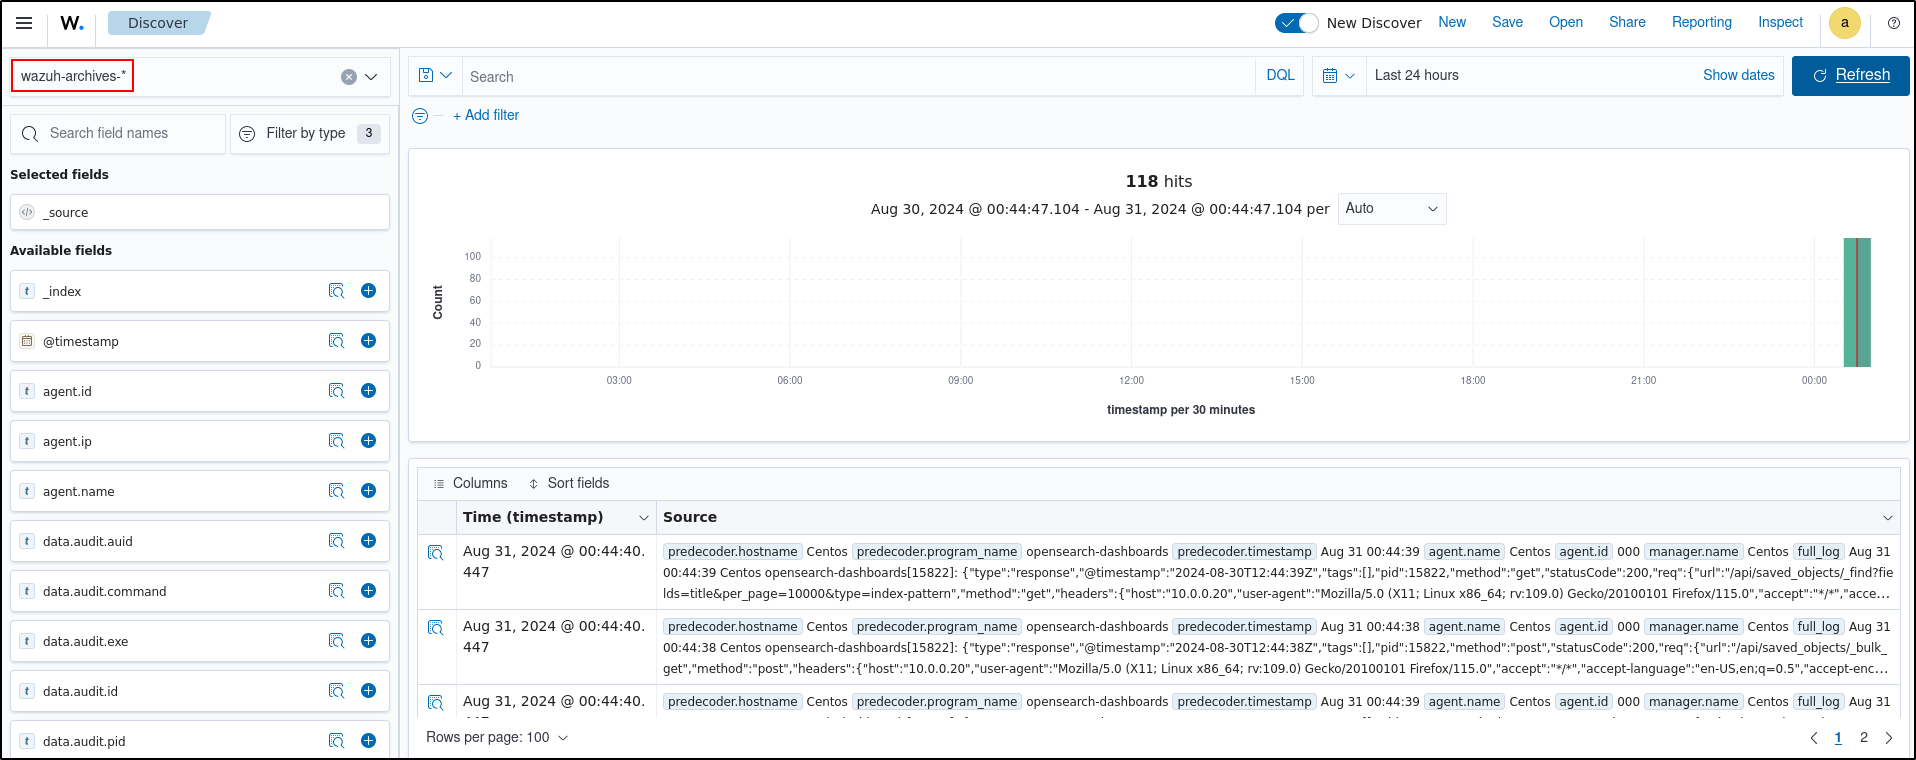 W. Discover New Discover New Save Open Share Reporting Inspect a
wazuh-archives-*
Search DQL Last 24 hours Show dates Refresh
+ Add filter
Search field names Filter by type 3
Selected fields
_source
Available fields
_index
@timestamp
agent.id
agent.ip
agent.name
data.audit.auid
data.audit.command
data.audit.exe
data.audit.id
data.audit.pid
118 hits
Aug 30, 2024 @ 00:44:47.104 - Aug 31, 2024 @ 00:44:47.104 per Auto
Count
100
80
60
40
20
0
03:00 06:00 09:00 12:00 15:00 18:00 21:00 00:00
timestamp per 30 minutes
Columns Sort fields
Time (timestamp) Source
Aug 31, 2024 @ 00:44:40.
447
predecoder.hostname Centos predecoder.program_name opensearch-dashboards predecoder.timestamp Aug 31 00:44:39 agent.name Centos agent.id 000 manager.name Centos full_log Aug 31
00:44:39 Centos opensearch-dashboards[15822]: {"type":"response","@timestamp":"2024-08-30T12:44:39Z","tags":[],"pid":15822,"method":"get","statusCode":200,"req":{"url":"/api/saved_objects/_find?fie
lds=title&per_page=10000&type=index-pattern","method":"get","headers":{"host":"10.0.0.20","user-agent":"Mozilla/5.0 (X11; Linux x86_64; rv:109.0) Gecko/20100101 Firefox/115.0","accept":"*/*","acce...
Aug 31, 2024 @ 00:44:40.
447
predecoder.hostname Centos predecoder.program_name opensearch-dashboards predecoder.timestamp Aug 31 00:44:38 agent.name Centos agent.id 000 manager.name Centos full_log Aug 31
00:44:38 Centos opensearch-dashboards[15822]: {"type":"response","@timestamp":"2024-08-30T12:44:38Z","tags":[],"pid":15822,"method":"post","statusCode":200,"req":{"url":"/api/saved_objects/_bulk_
get","method":"post","headers":{"host":"10.0.0.20","user-agent":"Mozilla/5.0 (X11; Linux x86_64; rv:109.0) Gecko/20100101 Firefox/115.0","accept":"*/*","accept-language":"en-US,en;q=0.5","accept-enc...
Aug 31, 2024 @ 00:44:40.
predecoder.hostname Centos predecoder.program_name opensearch-dashboards predecoder.timestamp Aug 31 00:44:39 agent.name Centos agent.id 000 manager.name Centos full_log Aug 31
Rows per page: 100 1 2